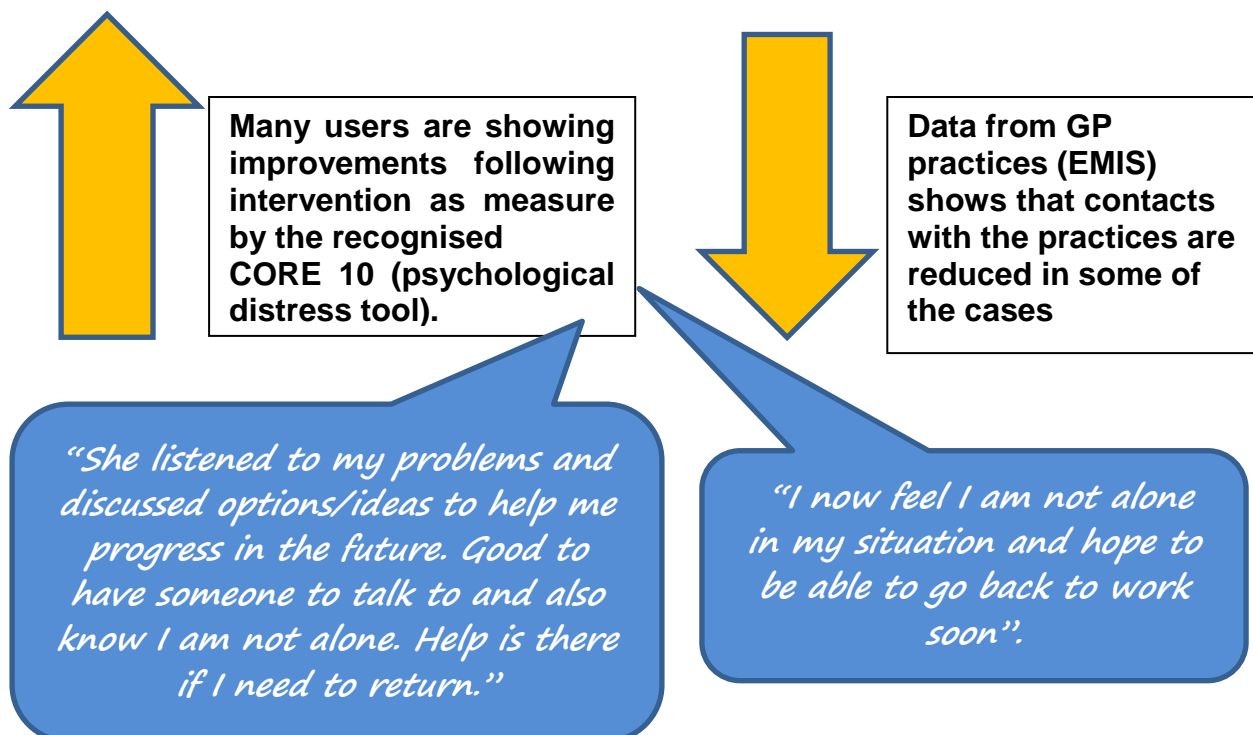 Many users are showing
improvements following
intervention as measure
by the recognised
CORE 10 (psychological
distress tool).
Data from GP
practices (EMIS)
shows that contacts
with the practices are
reduced in some of
the cases
“She listened to my problems and
discussed options/ideas to help me
progress in the future. Good to
have someone to talk to and also
know I am not alone. Help is there
if I need to return.”
“I now feel I am not alone
in my situation and hope to
be able to go back to work
soon”.